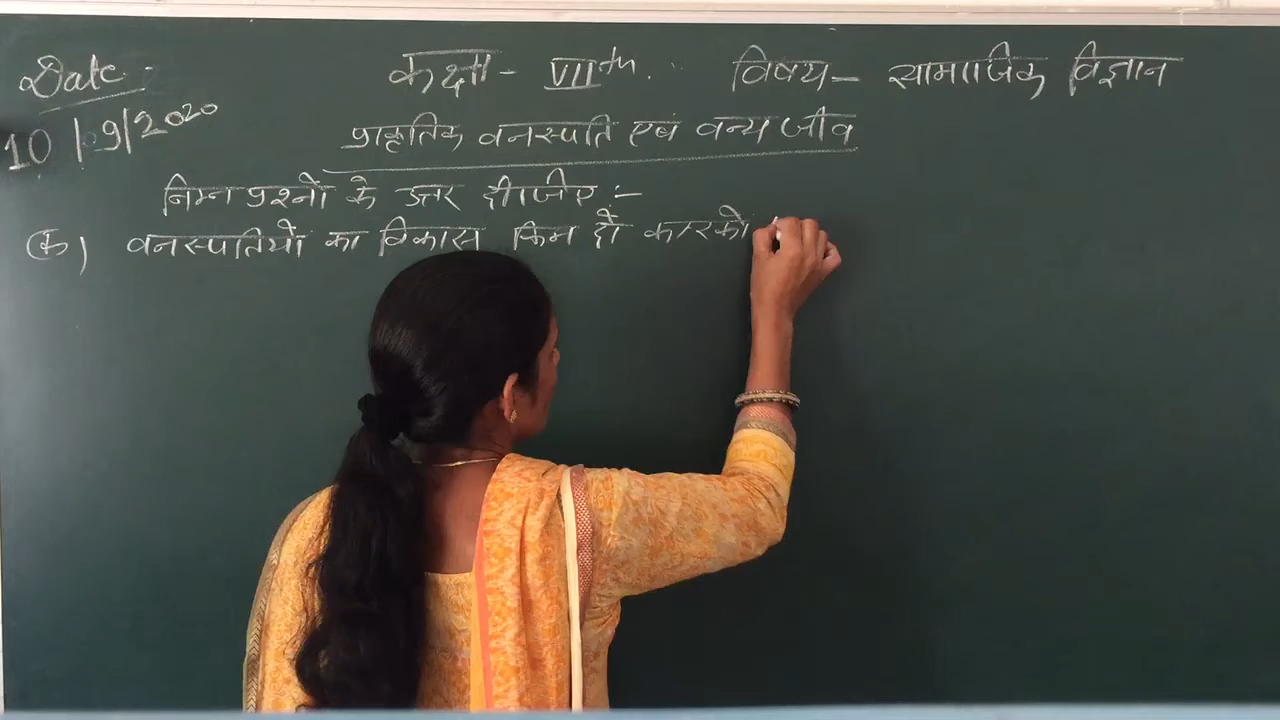 Date -
10/9/2020
कक्षा - VIIth. विषय - सामाजिक विज्ञान
प्राकृतिक वनस्पति एवं वन्य जीव
निम्न प्रश्नों के उत्तर दीजिए :-
क) वनस्पतियों का विकास किन दो कारको